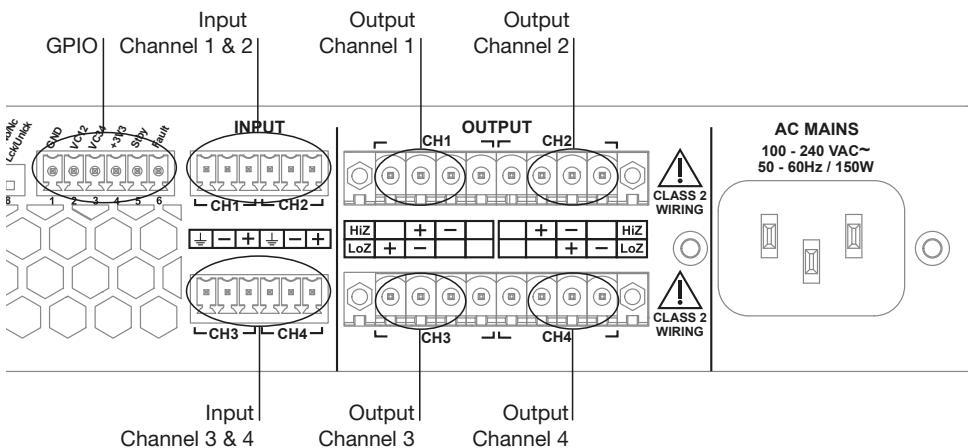 GPIO
Input
Channel 1 & 2
Output
Channel 1
Output
Channel 2
Lck/Unlck
GND
VC12
VC34
+3V3
Stby
Fault
8
1 2 3 4 5 6
INPUT
CH1 CH2
⏚ − + ⏚ − +
CH3 CH4
OUTPUT
CH1 CH2
HiZ + − + − HiZ
LoZ + − + − LoZ
CH3 CH4
CLASS 2
WIRING
CLASS 2
WIRING
AC MAINS
100 - 240 VAC~
50 - 60Hz / 150W
Input
Channel 3 & 4
Output
Channel 3
Output
Channel 4